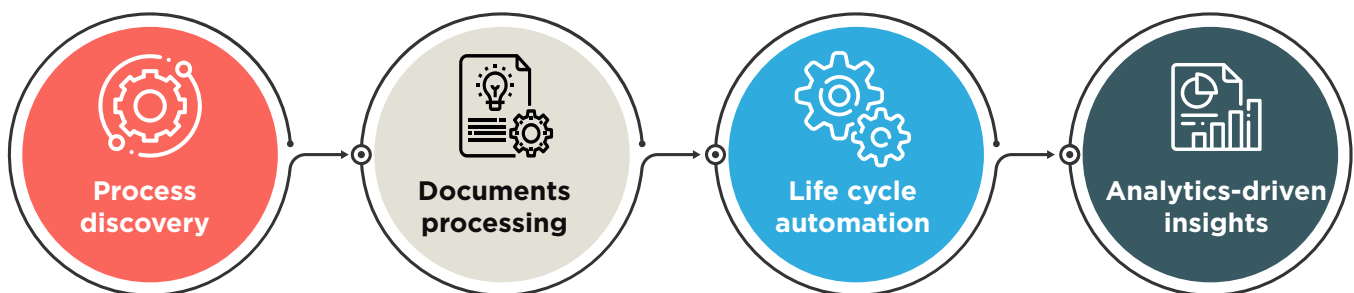 Process
discovery
Documents
processing
Life cycle
automation
Analytics-driven
insights